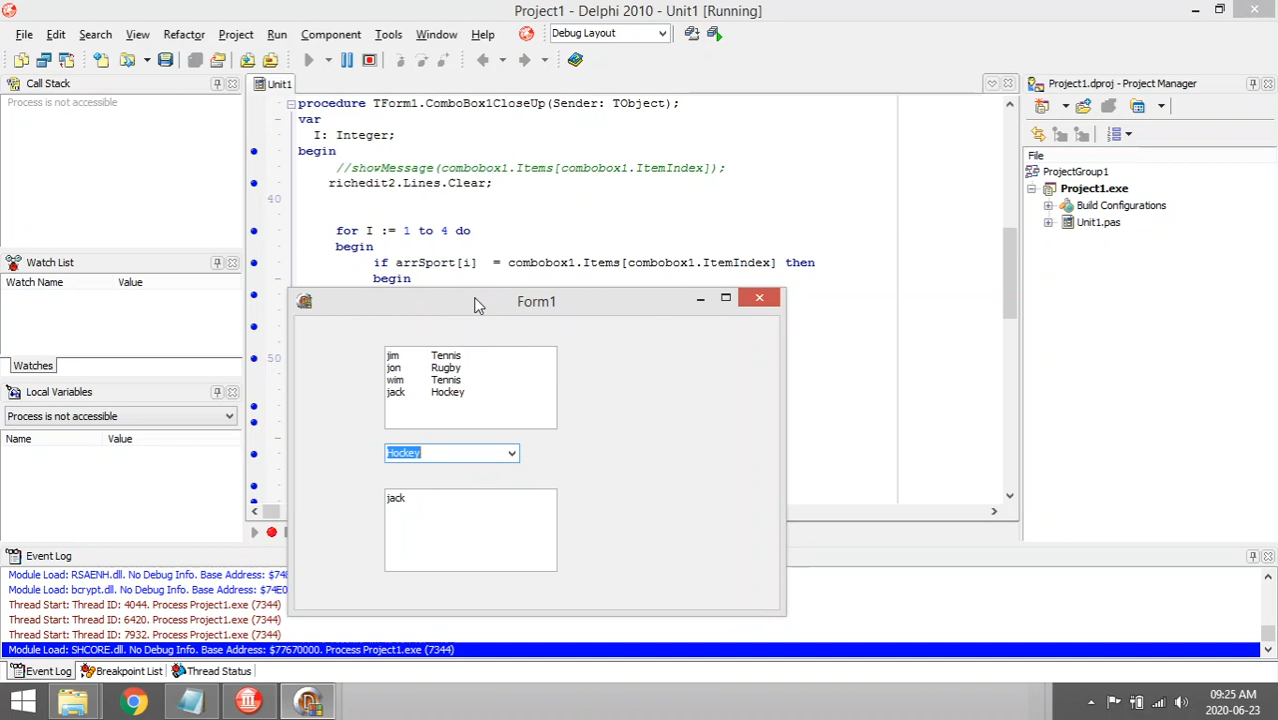 Project1 - Delphi 2010 - Unit1 [Running]
File Edit Search View Refactor Project Run Component Tools Window Help Debug Layout
Call Stack
Process is not accessible
Unit1
Project1.dproj - Project Manager
procedure TForm1.ComboBox1CloseUp(Sender: TObject);
var
I: Integer;
begin
//showMessage(combobox1.Items[combobox1.ItemIndex]);
richedit2.Lines.Clear;
40
for I := 1 to 4 do
begin
if arrSport[i] = combobox1.Items[combobox1.ItemIndex] then
begin
50
File
ProjectGroup1
Project1.exe
Build Configurations
Unit1.pas
Watch List
Watch Name Value
Watches
Local Variables
Process is not accessible
Name Value
Form1
jim Tennis
jon Rugby
wim Tennis
jack Hockey
Hockey
jack
Event Log
Module Load: RSAENH.dll. No Debug Info. Base Address: $748
Module Load: bcrypt.dll. No Debug Info. Base Address: $74E0
Thread Start: Thread ID: 4044. Process Project1.exe (7344)
Thread Start: Thread ID: 6420. Process Project1.exe (7344)
Thread Start: Thread ID: 7932. Process Project1.exe (7344)
Module Load: SHCORE.dll. No Debug Info. Base Address: $77670000. Process Project1.exe (7344)
Event Log Breakpoint List Thread Status
09:25 AM
2020-06-23